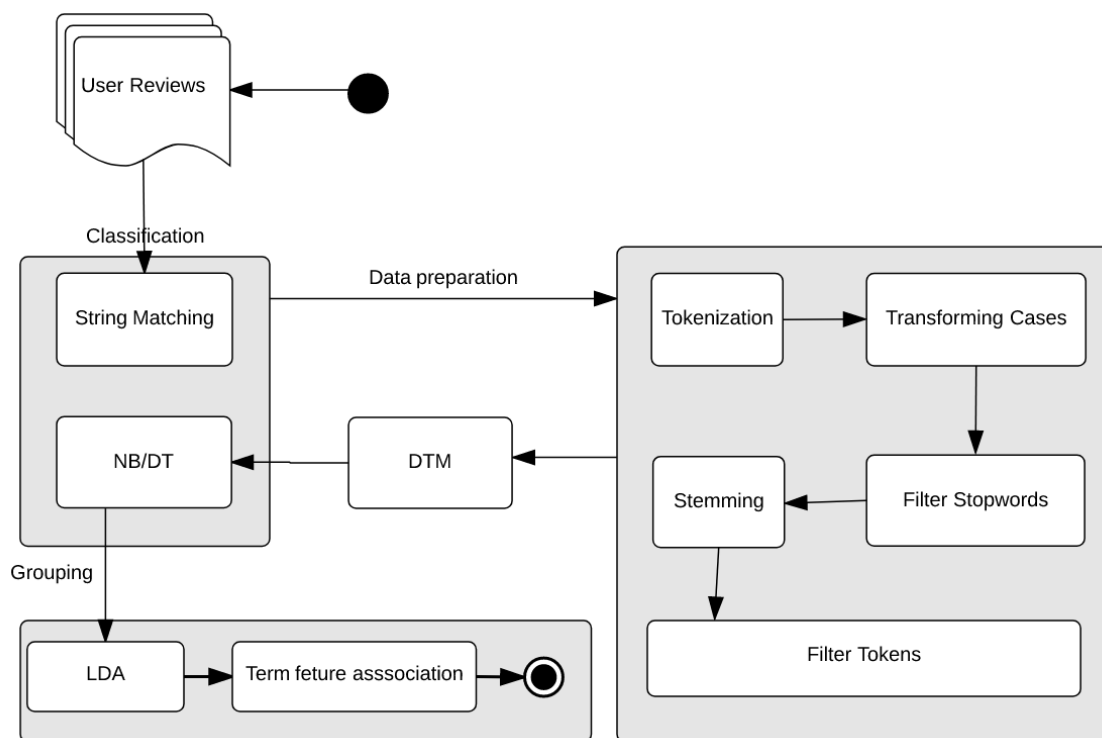 User Reviews
Classification
String Matching
Data preparation
Tokenization
Transforming Cases
NB/DT
DTM
Stemming
Filter Stopwords
Grouping
LDA
Term feture asssociation
Filter Tokens